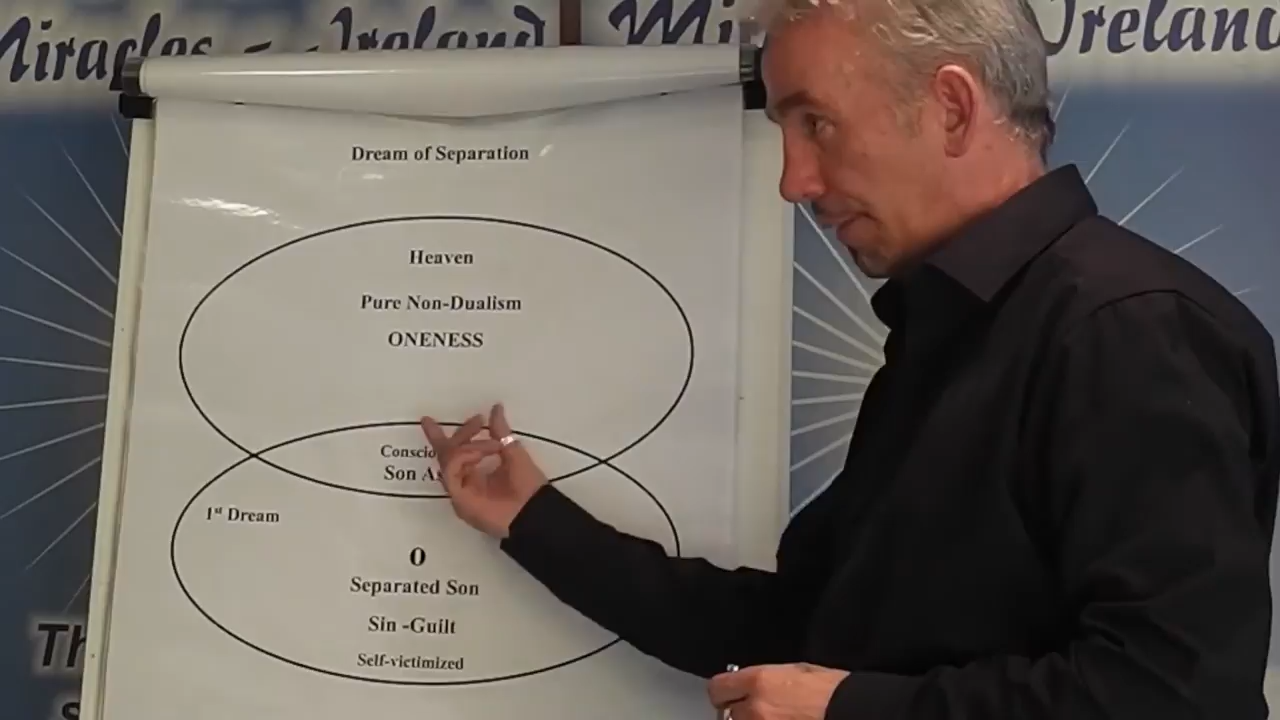 Miracles - Ireland
Ireland
Dream of Separation
Heaven
Pure Non-Dualism
ONENESS
Son
1st Dream
O
Separated Son
Sin -Guilt
Self-victimized